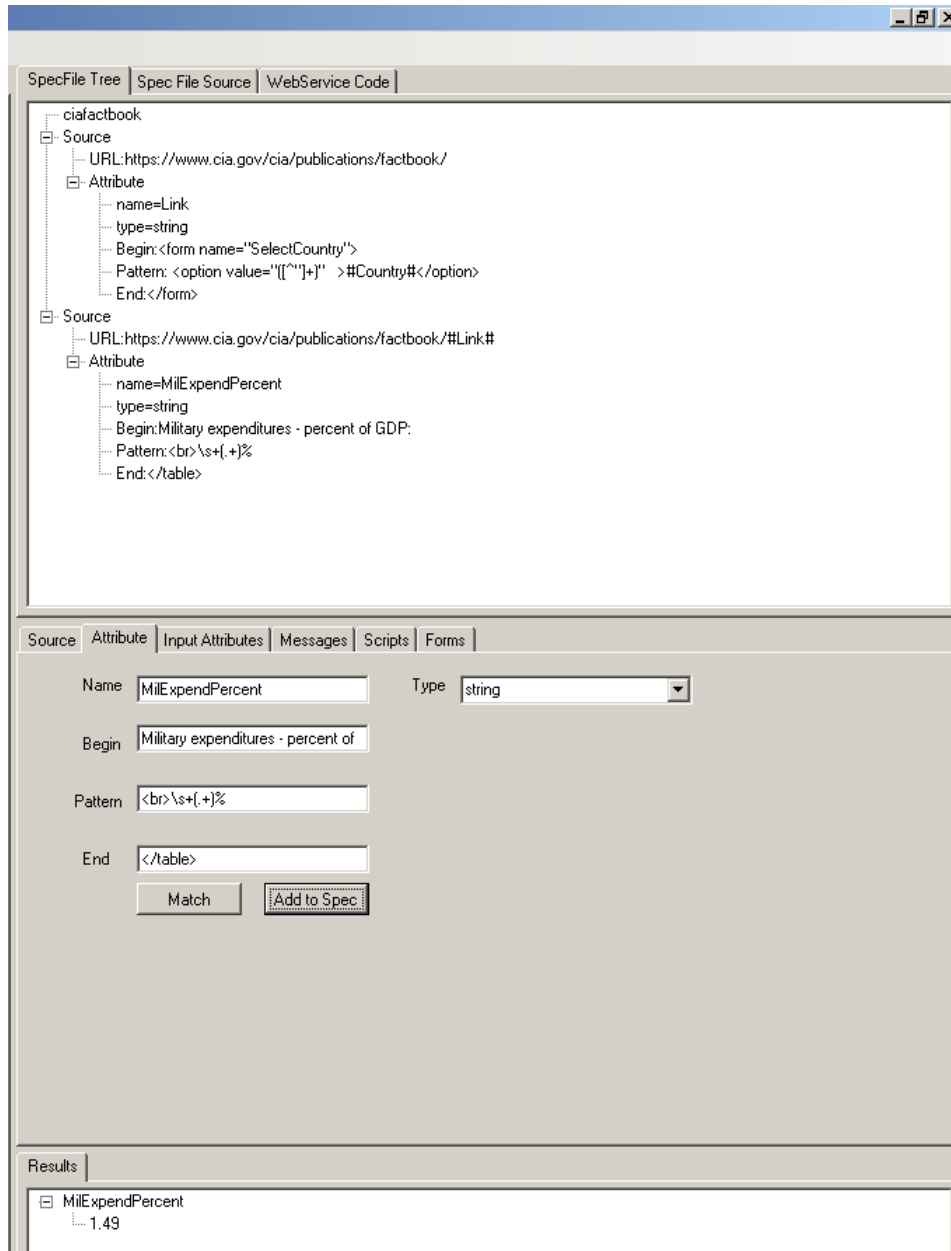 SpecFile Tree Spec File Source WebService Code
ciafactbook
Source
URL:https://www.cia.gov/cia/publications/factbook/
Attribute
name=Link
type=string
Begin:<form name="SelectCountry">
Pattern: <option value="([^"]+)"  >#Country#</option>
End:</form>
Source
URL:https://www.cia.gov/cia/publications/factbook/#Link#
Attribute
name=MilExpendPercent
type=string
Begin:Military expenditures - percent of GDP:
Pattern:<br>\s+(.+)%
End:</table>
Source Attribute Input Attributes Messages Scripts Forms
Name MilExpendPercent Type string
Begin Military expenditures - percent of
Pattern <br>\s+(.+)%
End </table>
Match Add to Spec
Results
MilExpendPercent
1.49